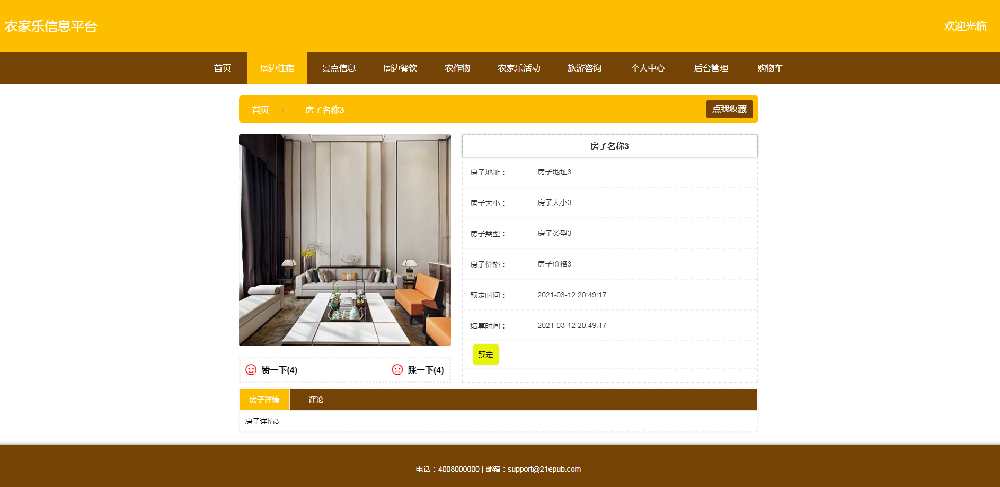 农家乐信息平台
欢迎光临
首页 周边住宿 景点信息 周边餐饮 农作物 农家乐活动 旅游咨询 个人中心 后台管理 购物车
首页 / 房子名称3 点我收藏
房子名称3
房子地址： 房子地址3
房子大小： 房子大小3
房子类型： 房子类型3
房子价格： 房子价格3
预定时间： 2021-03-12 20:49:17
结算时间： 2021-03-12 20:49:17
预定
赞一下(4) 踩一下(4)
房子详情 评论
房子详情3
电话：4008000000 | 邮箱：support@21epub.com